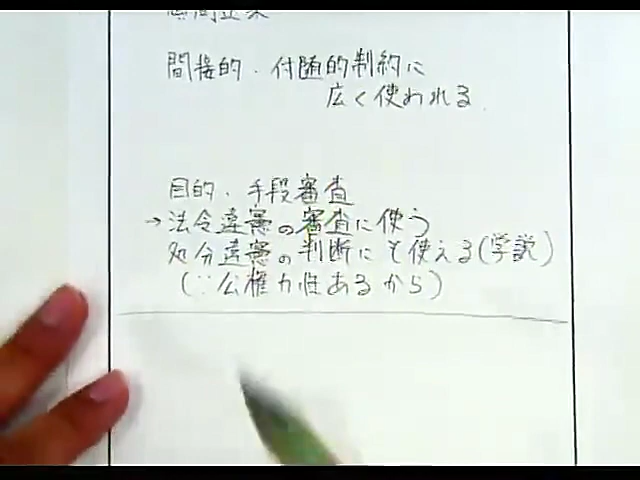 間接的・付随的制約に
広く使われる
目的・手段審査
→法令違憲の審査に使う
処分違憲の判断にも使える(学説)
(∵公権力性あるから)